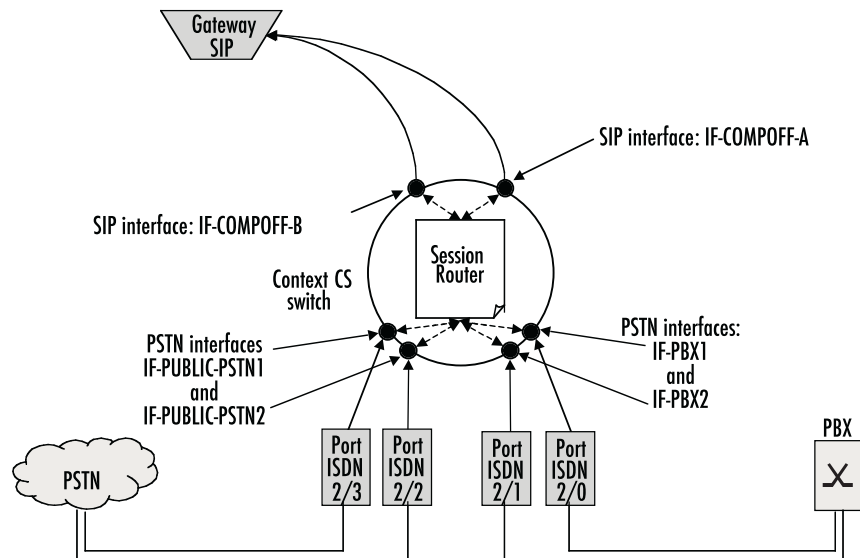 Gateway
SIP
SIP interface: IF-COMPOFF-A
SIP interface: IF-COMPOFF-B
Session
Router
Context CS
switch
PSTN interfaces
IF-PUBLIC-PSTN1
and
IF-PUBLIC-PSTN2
PSTN interfaces:
IF-PBX1
and
IF-PBX2
PSTN
Port
ISDN
2/3
Port
ISDN
2/2
Port
ISDN
2/1
Port
ISDN
2/0
PBX